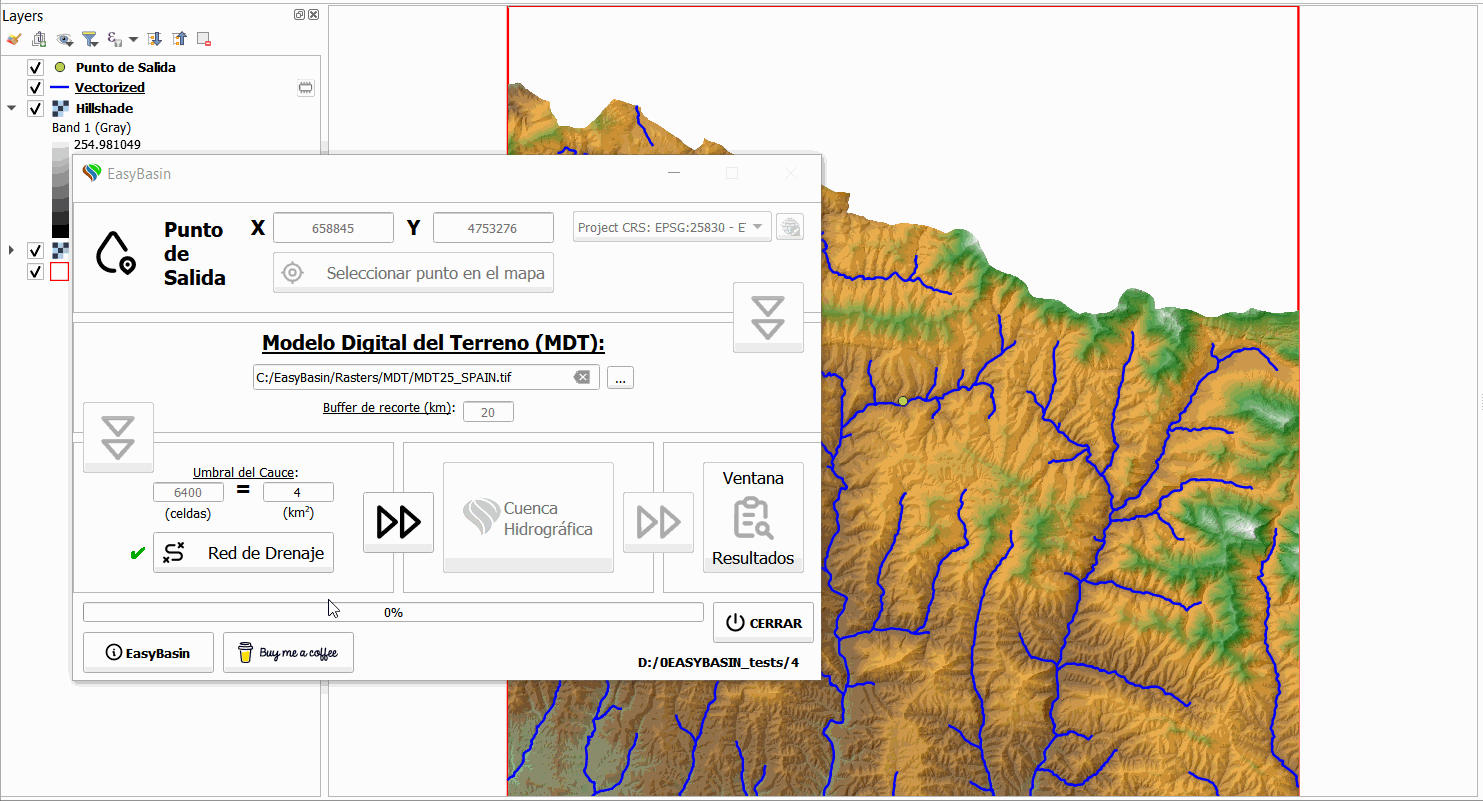 Layers
Punto de Salida
Vectorized
Hillshade
Band 1 (Gray)
254.981049
EasyBasin
Punto
de
Salida
X
658845
Y
4753276
Project CRS: EPSG:25830 - E
Seleccionar punto en el mapa
Modelo Digital del Terreno (MDT):
C:/EasyBasin/Rasters/MDT/MDT25_SPAIN.tif
...
Buffer de recorte (km):
20
Umbral del Cauce:
6400
=
4
(celdas)
(km²)
Red de Drenaje
Cuenca
Hidrográfica
Ventana
Resultados
0%
CERRAR
EasyBasin
Buy me a coffee
D:/0EASYBASIN_tests/4